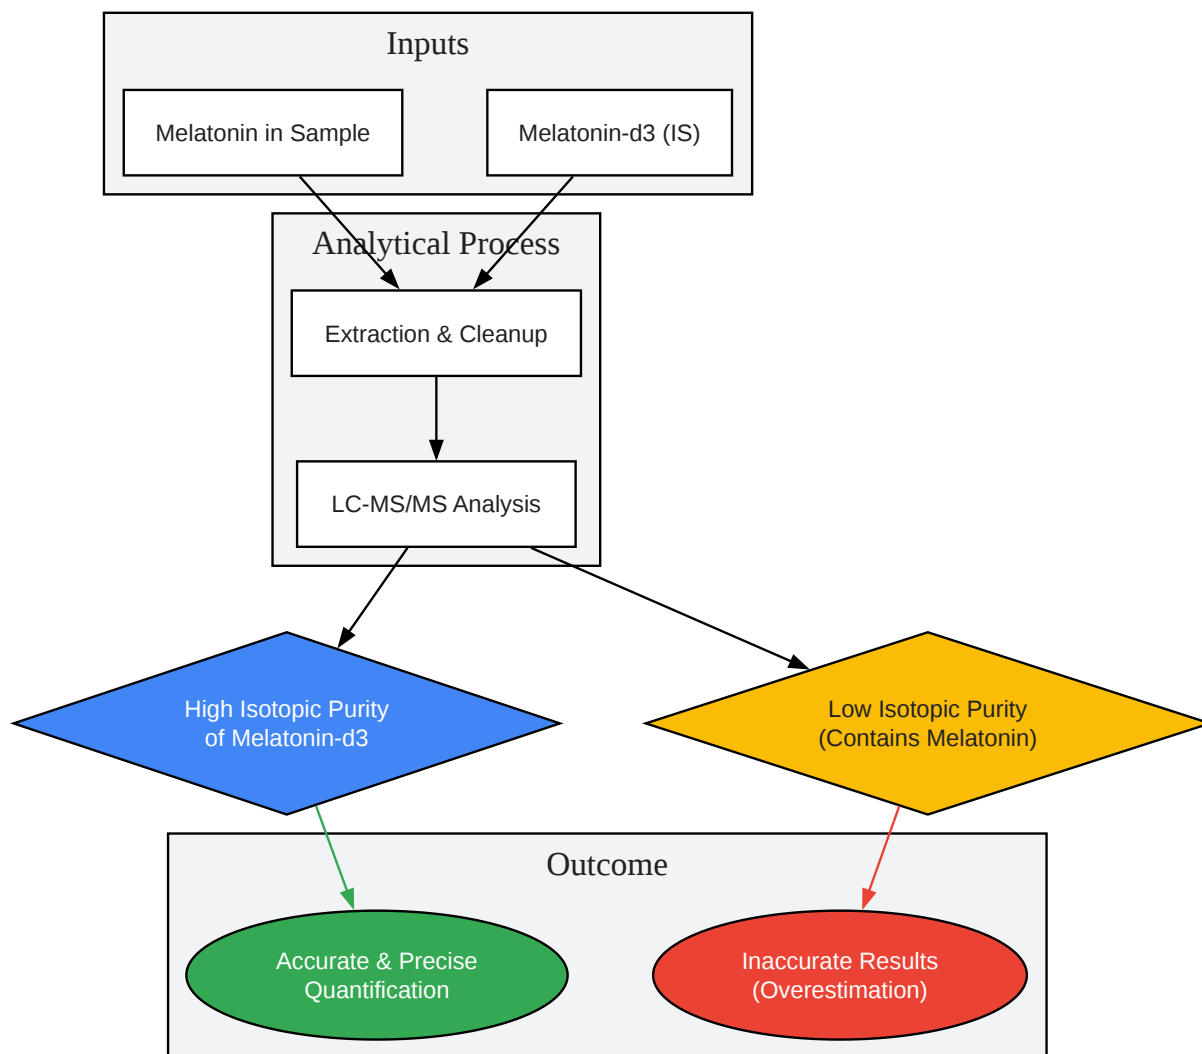 Inputs
Melatonin in Sample
Melatonin-d3 (IS)
Analytical Process
Extraction & Cleanup
LC-MS/MS Analysis
High Isotopic Purity
of Melatonin-d3
Low Isotopic Purity
(Contains Melatonin)
Outcome
Accurate & Precise
Quantification
Inaccurate Results
(Overestimation)